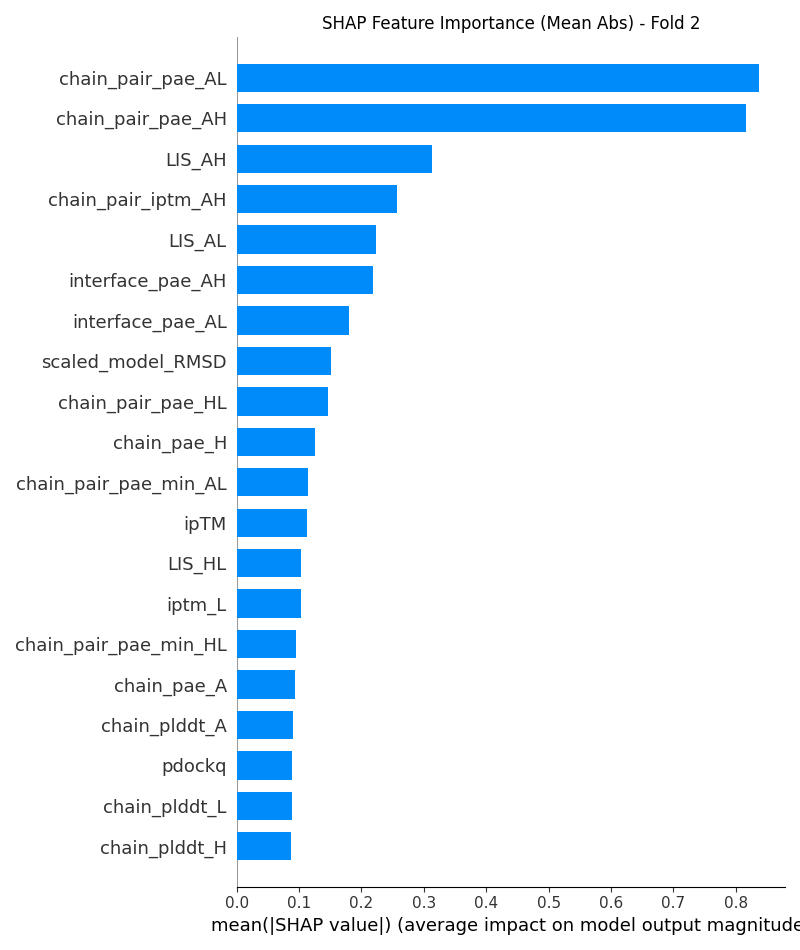 SHAP Feature Importance (Mean Abs) - Fold 2
chain_pair_pae_AL
chain_pair_pae_AH
LIS_AH
chain_pair_iptm_AH
LIS_AL
interface_pae_AH
interface_pae_AL
scaled_model_RMSD
chain_pair_pae_HL
chain_pae_H
chain_pair_pae_min_AL
ipTM
LIS_HL
iptm_L
chain_pair_pae_min_HL
chain_pae_A
chain_plddt_A
pdockq
chain_plddt_L
chain_plddt_H
0.0 0.1 0.2 0.3 0.4 0.5 0.6 0.7 0.8
mean(|SHAP value|) (average impact on model output magnitude